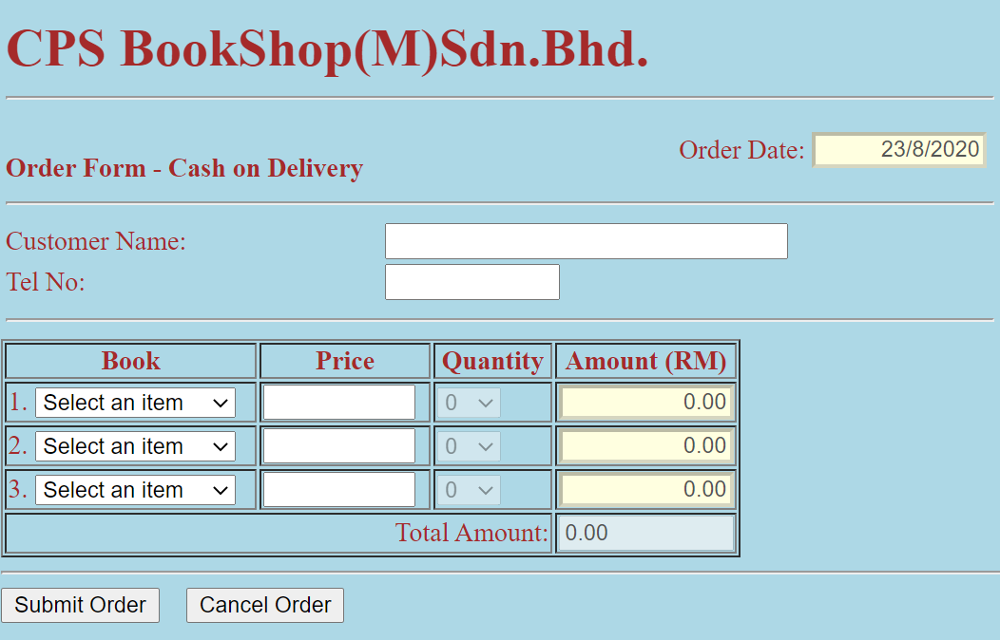 CPS BookShop(M)Sdn.Bhd.
Order Date: 23/8/2020
Order Form - Cash on Delivery
Customer Name:
Tel No:
Book Price Quantity Amount (RM)
1. Select an item 0 0.00
2. Select an item 0 0.00
3. Select an item 0 0.00
Total Amount: 0.00
Submit Order Cancel Order